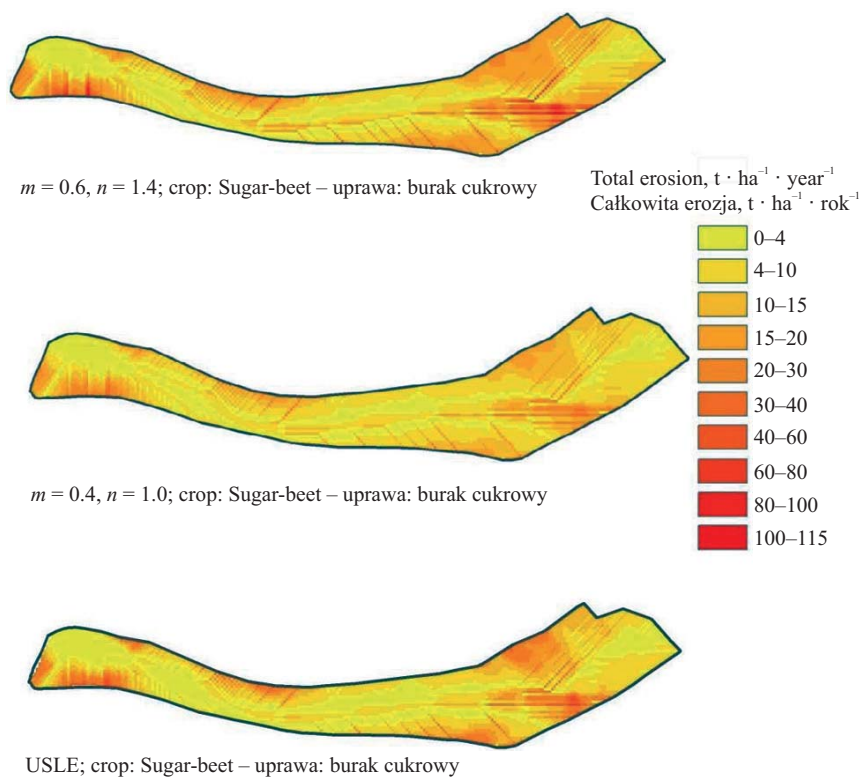 m = 0.6, n = 1.4; crop: Sugar-beet – uprawa: burak cukrowy
Total erosion, t · ha⁻¹ · year⁻¹
Całkowita erozja, t · ha⁻¹ · rok⁻¹
0–4
4–10
10–15
15–20
20–30
30–40
40–60
60–80
80–100
100–115
m = 0.4, n = 1.0; crop: Sugar-beet – uprawa: burak cukrowy
USLE; crop: Sugar-beet – uprawa: burak cukrowy